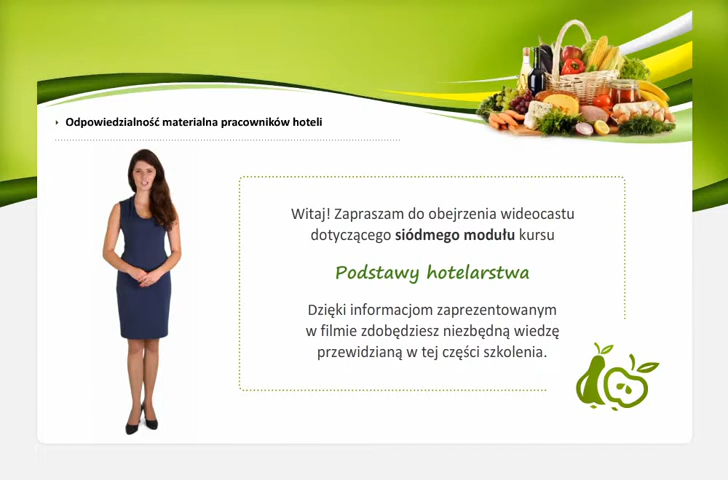 Odpowiedzialność materialna pracowników hoteli
Witaj! Zapraszam do obejrzenia wideocastu
dotyczącego siódmego modułu kursu
Podstawy hotelarstwa
Dzięki informacjom zaprezentowanym
w filmie zdobędziesz niezbędną wiedzę
przewidzianą w tej części szkolenia.